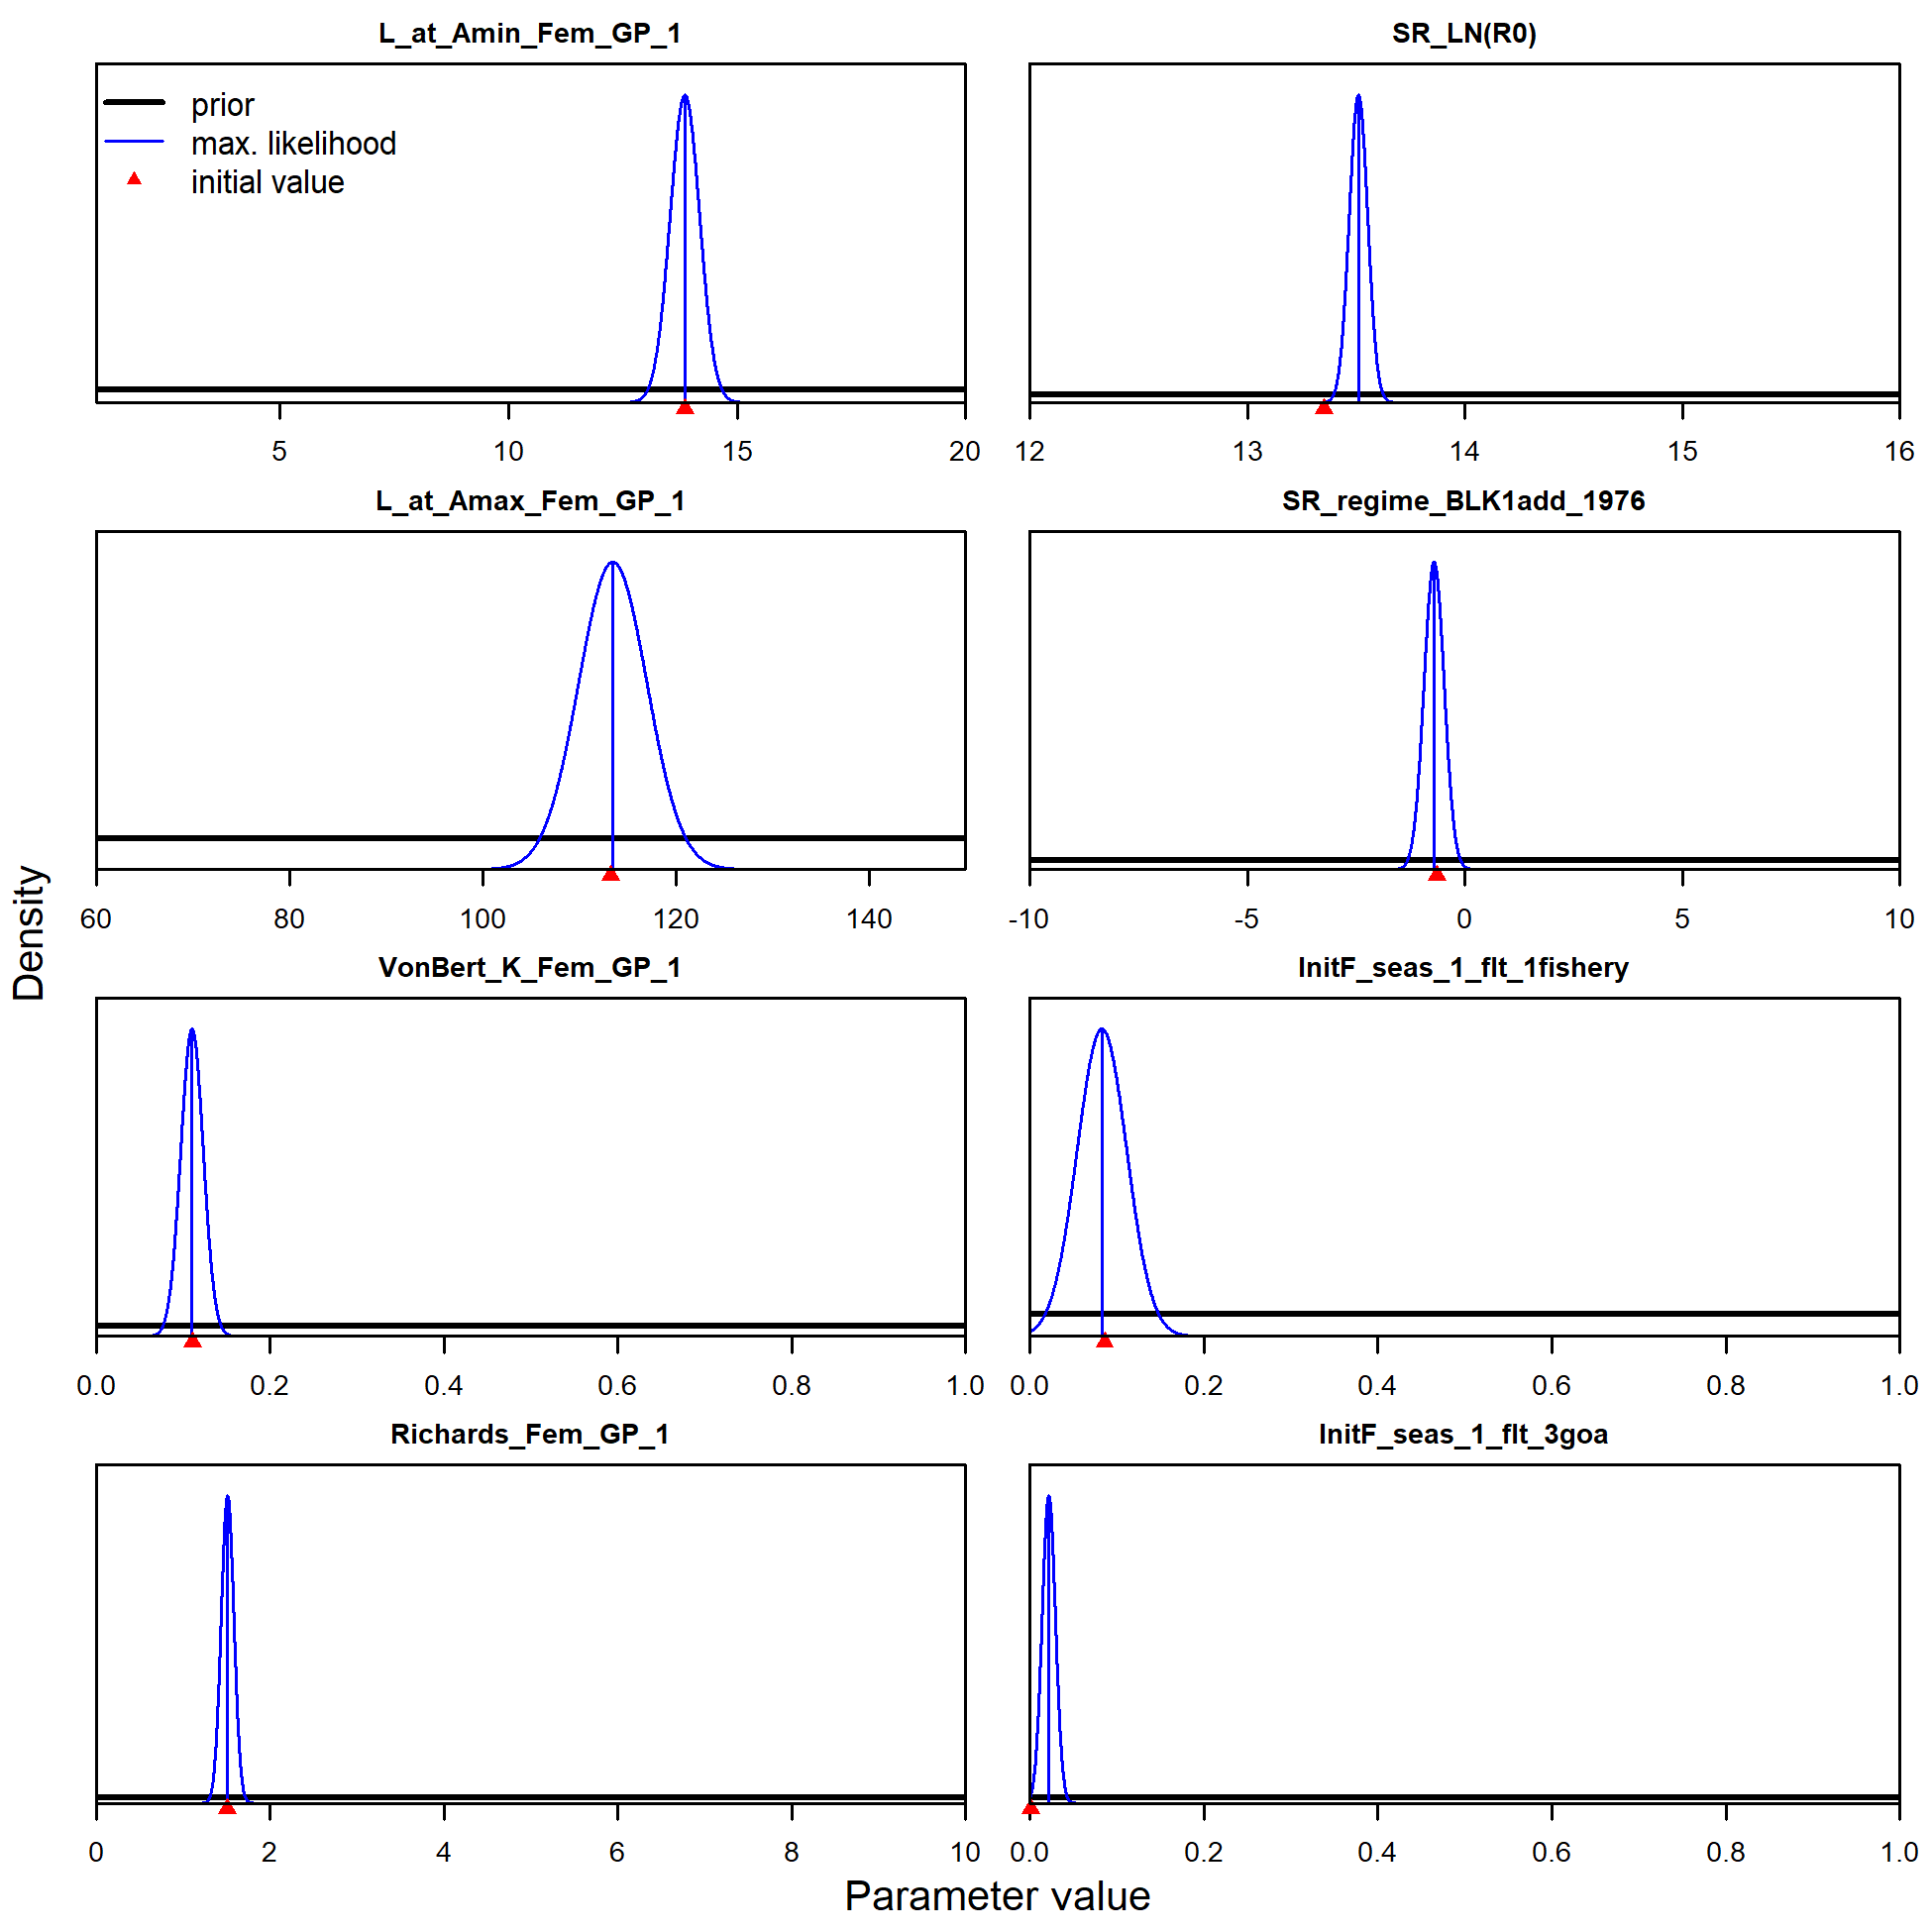 L_at_Amin_Fem_GP_1
prior
max. likelihood
initial value
5 10 15 20
SR_LN(R0)
12 13 14 15 16
L_at_Amax_Fem_GP_1
60 80 100 120 140
SR_regime_BLK1add_1976
-10 -5 0 5 10
Density
VonBert_K_Fem_GP_1
0.0 0.2 0.4 0.6 0.8 1.0
InitF_seas_1_flt_1fishery
0.0 0.2 0.4 0.6 0.8 1.0
Richards_Fem_GP_1
0 2 4 6 8 10
InitF_seas_1_flt_3goa
0.0 0.2 0.4 0.6 0.8 1.0
Parameter value